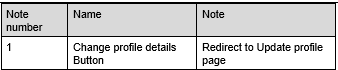 Note number Name Note
1 Change profile details Button Redirect to Update profile page